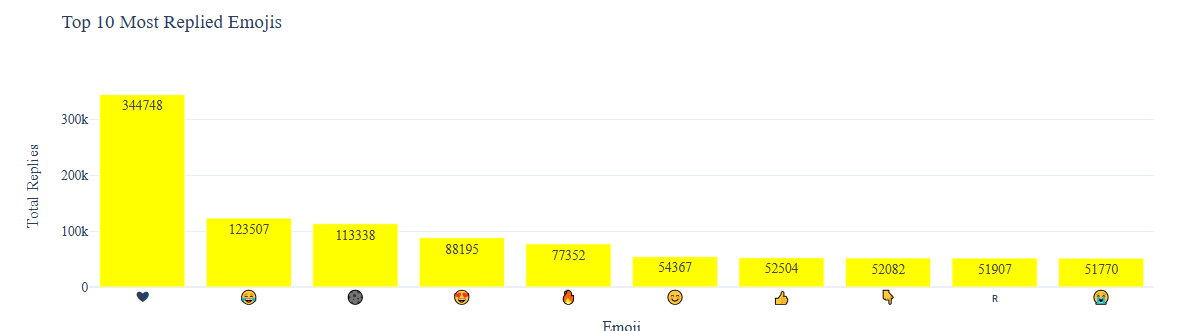 Top 10 Most Replied Emojis
Total Replies
300k
200k
100k
0
344748
123507
113338
88195
77352
54367
52504
52082
51907
51770
♥ 😂 🌑 😍 🔥 😊 👍 👇 R 😭
Emoji